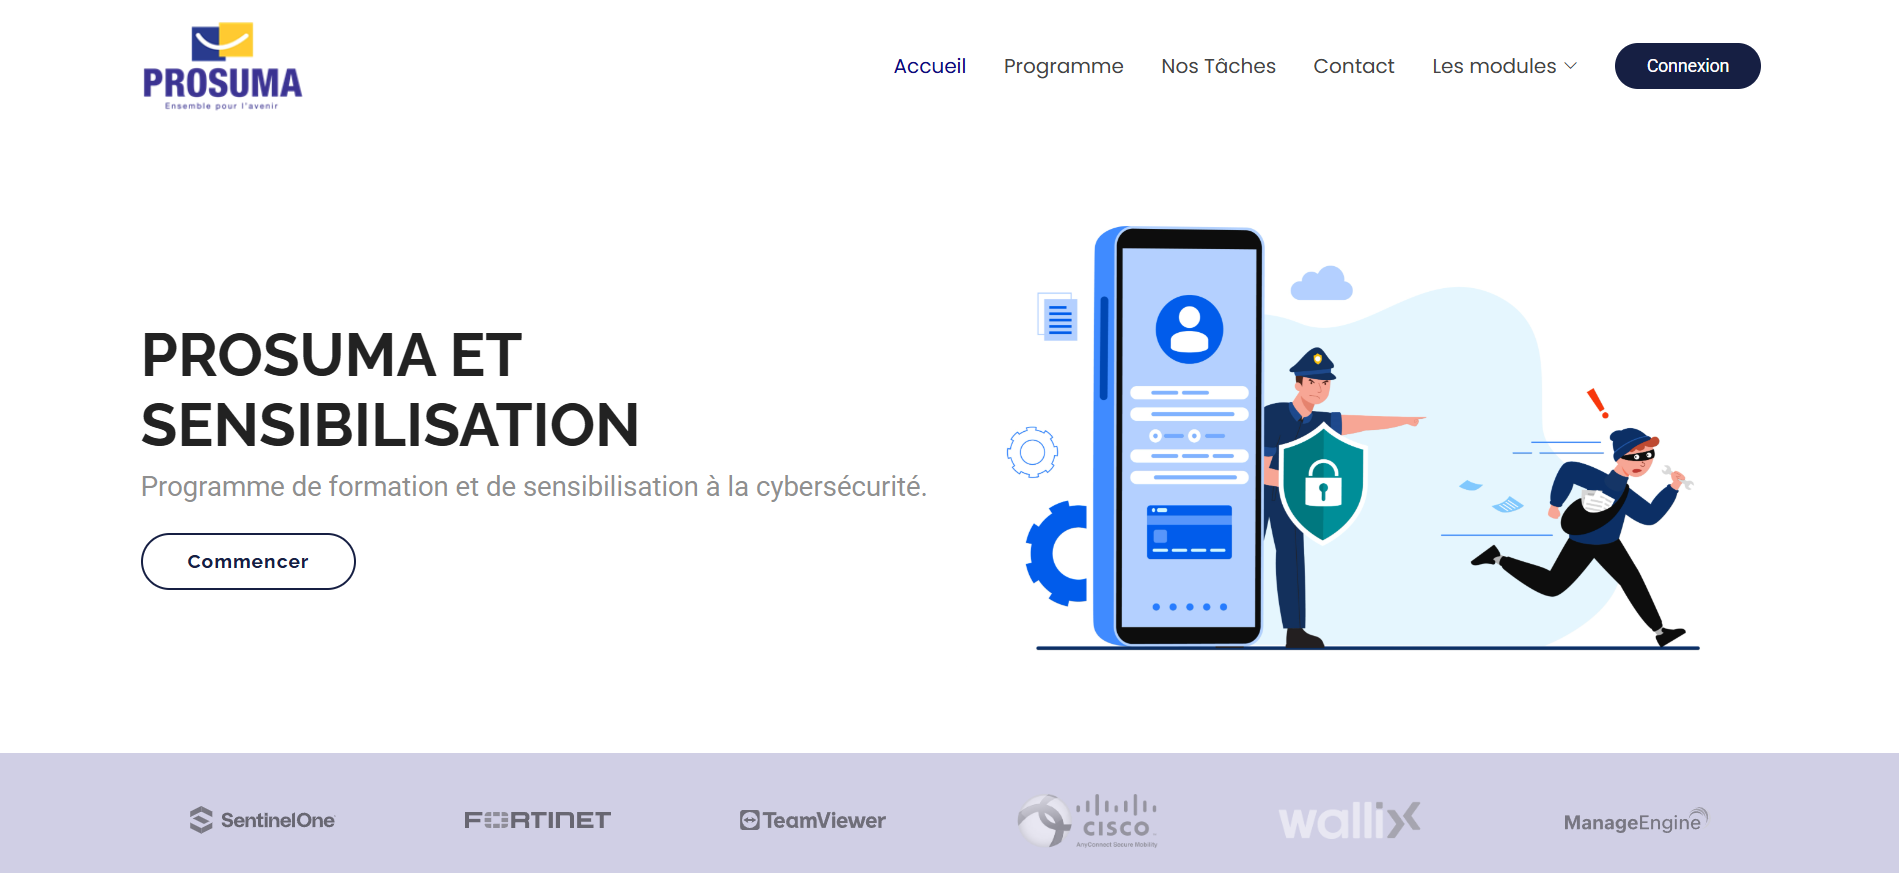 PROSUMA
Ensemble pour l'avenir
Accueil
Programme
Nos Tâches
Contact
Les modules
Connexion
PROSUMA ET
SENSIBILISATION
Programme de formation et de sensibilisation à la cybersécurité.
Commencer
SentinelOne
FORTINET
TeamViewer
CISCO
AnyConnect Secure Mobility
wallix
ManageEngine